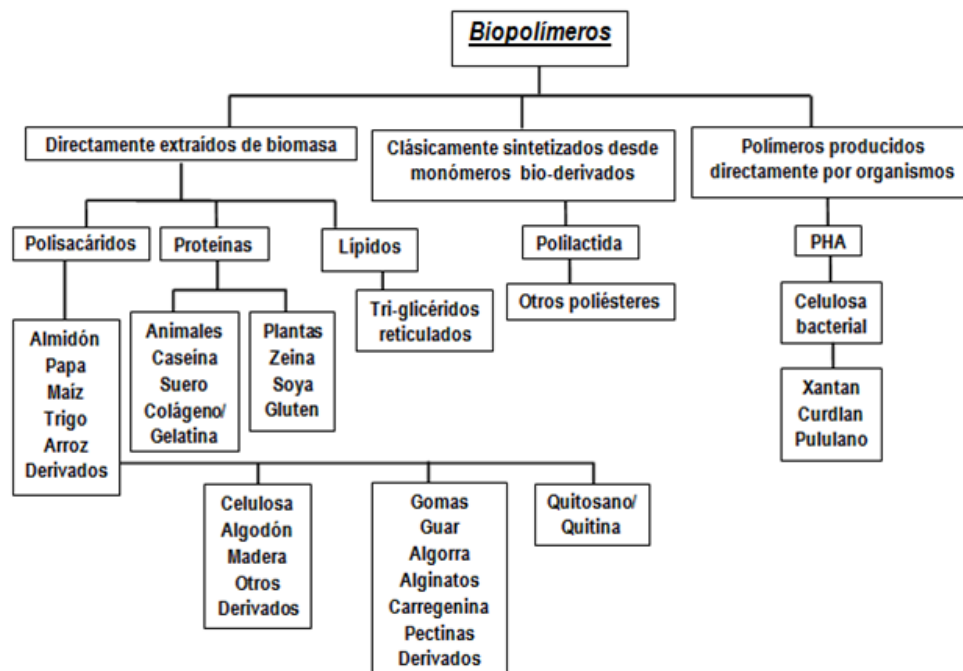 Biopolímeros
Directamente extraídos de biomasa
Clásicamente sintetizados desde
monómeros bio-derivados
Polímeros producidos
directamente por organismos
Polisacáridos
Proteínas
Lípidos
Polilactida
PHA
Tri-glicéridos
reticulados
Otros poliésteres
Celulosa
bacterial
Almidón
Papa
Maiz
Trigo
Arroz
Derivados
Animales
Caseína
Suero
Colágeno/
Gelatina
Plantas
Zeina
Soya
Gluten
Xantan
Curdlan
Pululano
Celulosa
Algodón
Madera
Otros
Derivados
Gomas
Guar
Algorra
Alginatos
Carregenina
Pectinas
Derivados
Quitosano/
Quitina